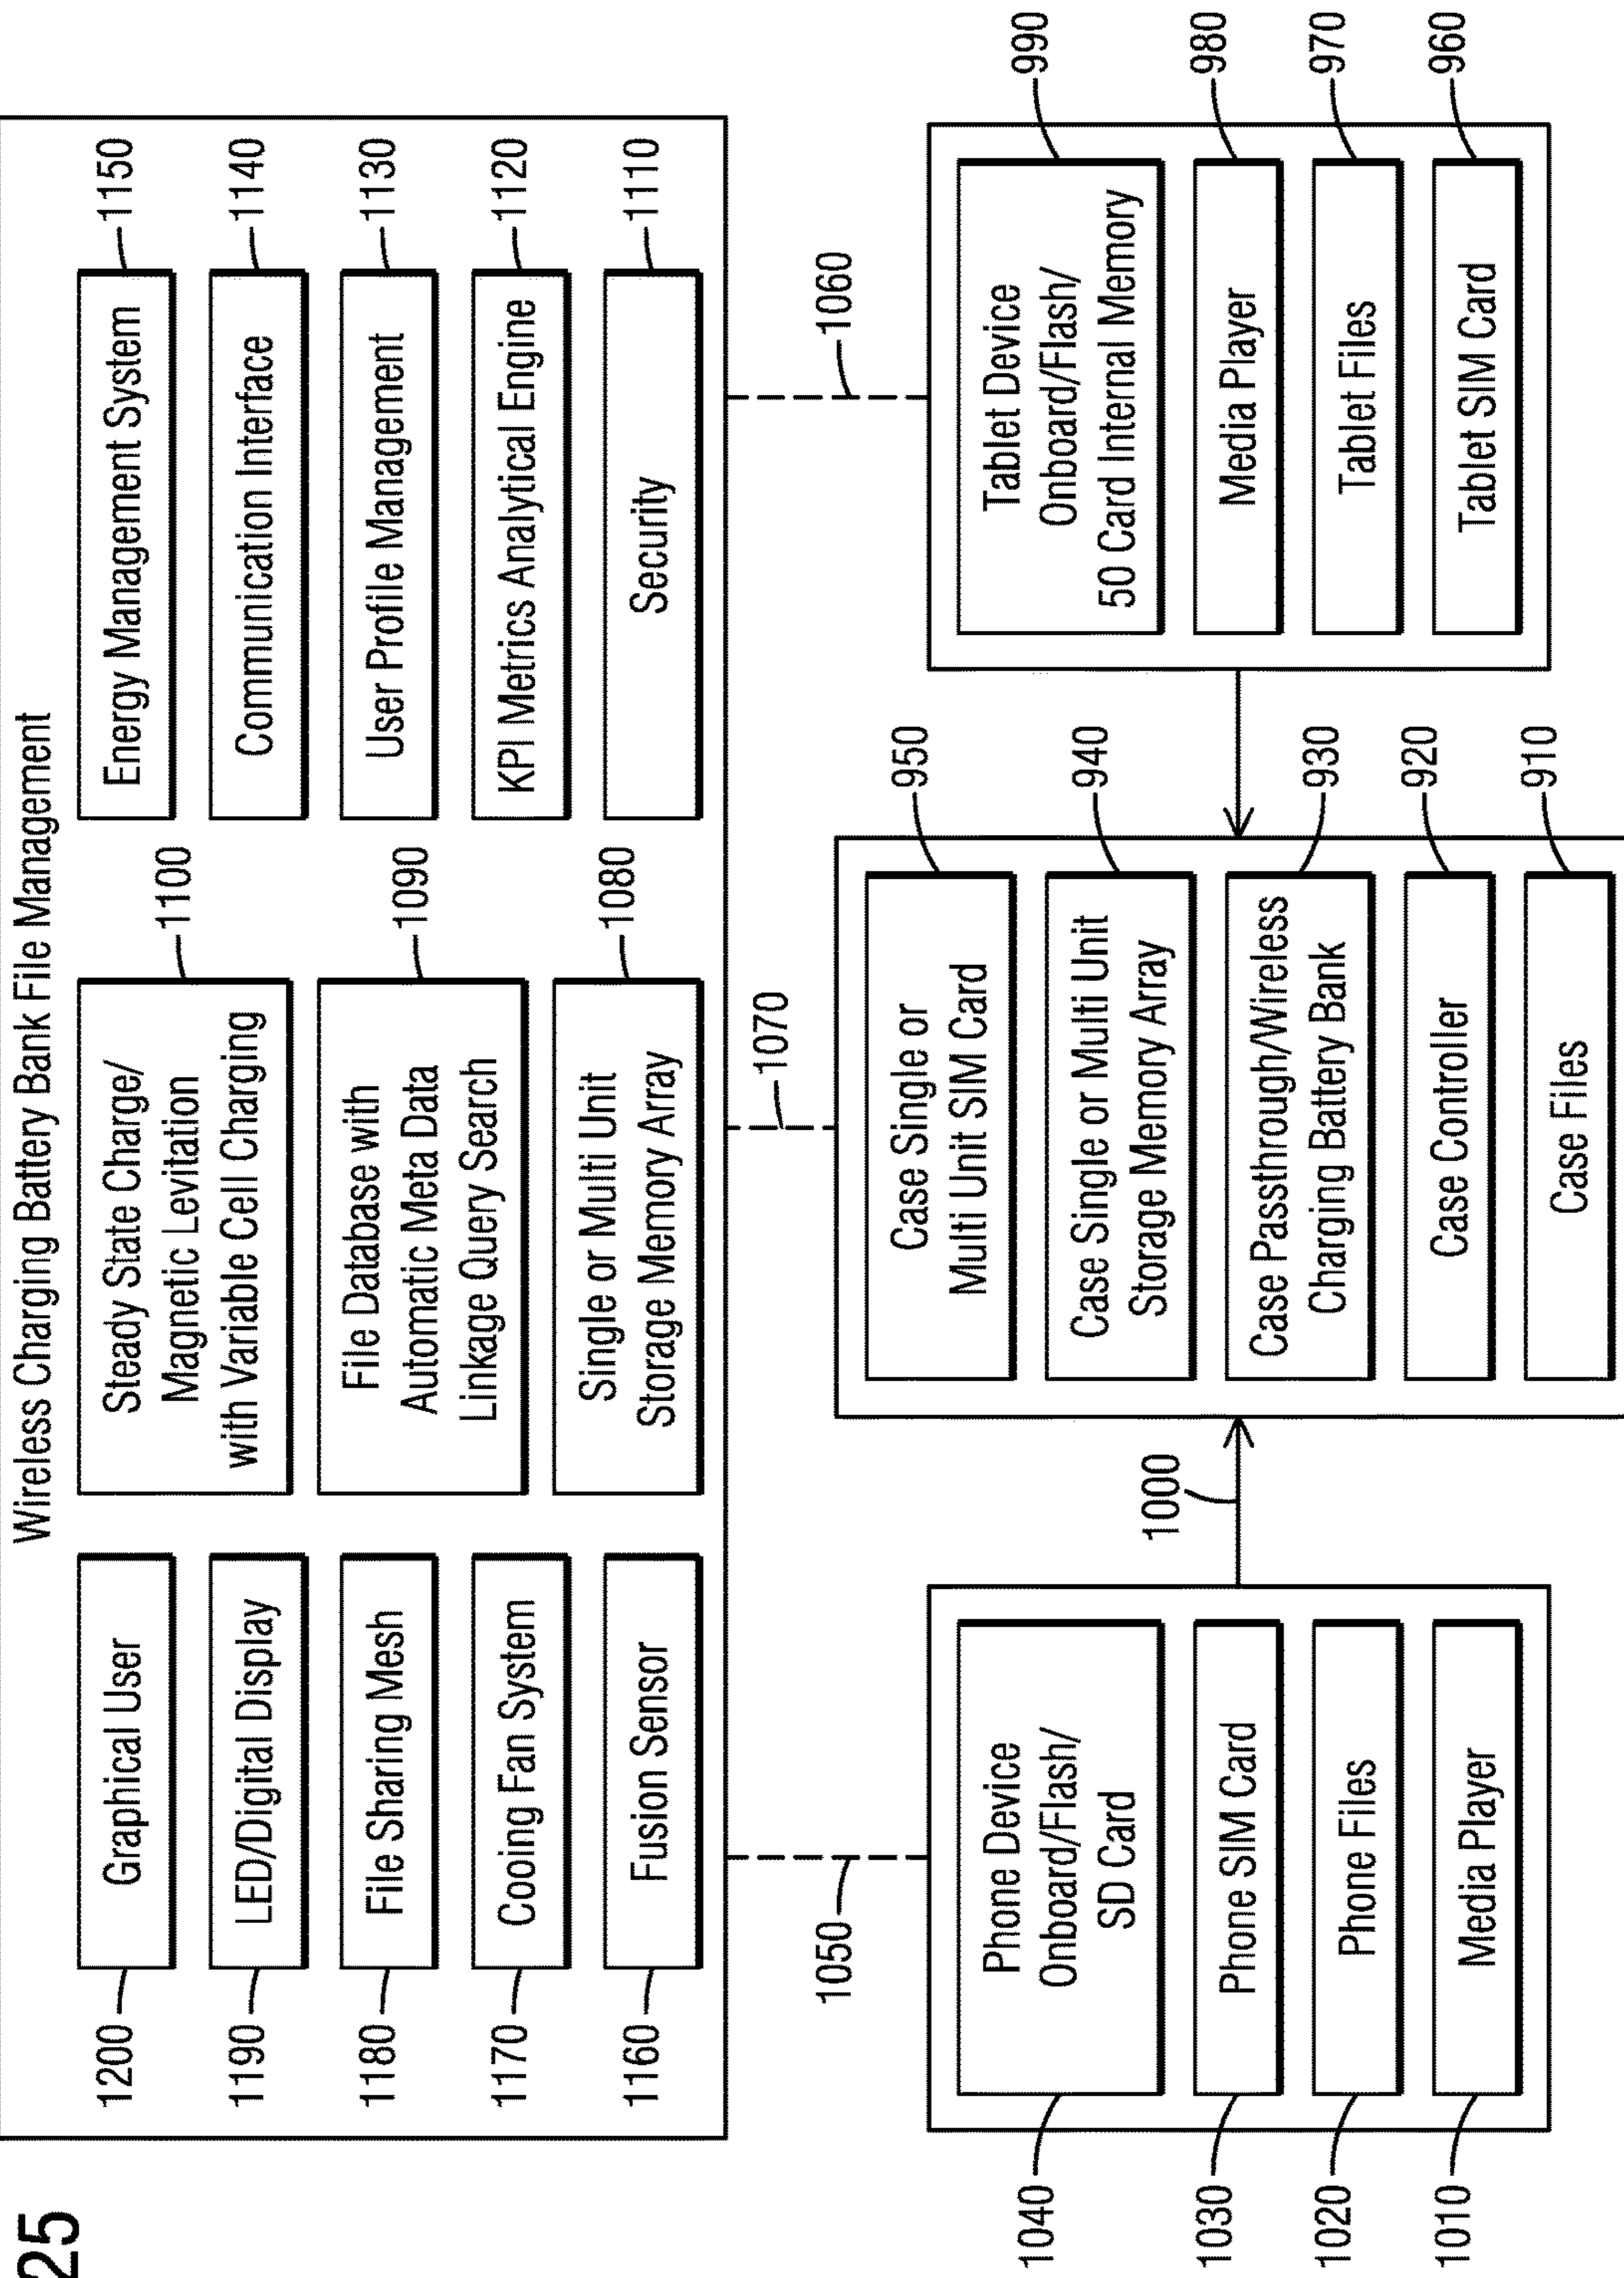 25
Wireless Charging Battery Bank File Management
1200
Graphical User
1190
LED/Digital Display
1180
File Sharing Mesh
1170
Cooing Fan System
1160
Fusion Sensor
1100
Steady State Charge/
Magnetic Levitation
with Variable Cell Charging
1090
File Database with
Automatic Meta Data
Linkage Query Search
1080
Single or Multi Unit
Storage Memory Array
Energy Management System
1150
Communication Interface
1140
User Profile Management
1130
KPI Metrics Analytical Engine
1120
Security
1110
1050
1070
1060
1040
Phone Device
Onboard/Flash/
SD Card
1030
Phone SIM Card
1020
Phone Files
1010
Media Player
1000
Case Single or
Multi Unit SIM Card
950
Case Single or Multi Unit
Storage Memory Array
940
Case Passthrough/Wireless
Charging Battery Bank
930
Case Controller
920
Case Files
910
Tablet Device
Onboard/Flash/
50 Card Internal Memory
990
Media Player
980
Tablet Files
970
Tablet SIM Card
960